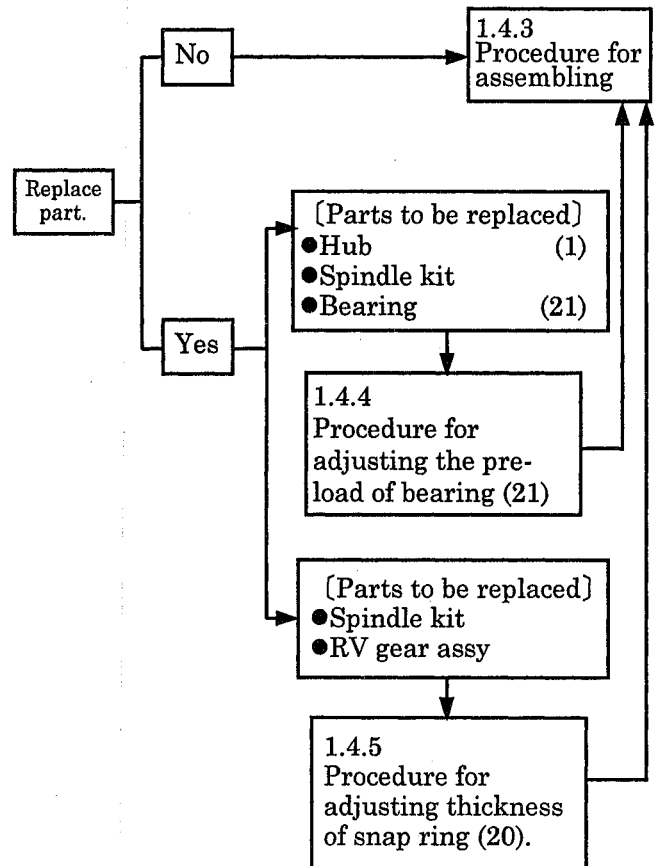 No
1.4.3
Procedure for
assembling
Replace
part.
〔Parts to be replaced〕
●Hub (1)
●Spindle kit
●Bearing (21)
Yes
1.4.4
Procedure for
adjusting the pre-
load of bearing (21)
〔Parts to be replaced〕
●Spindle kit
●RV gear assy
1.4.5
Procedure for
adjusting thickness
of snap ring (20).